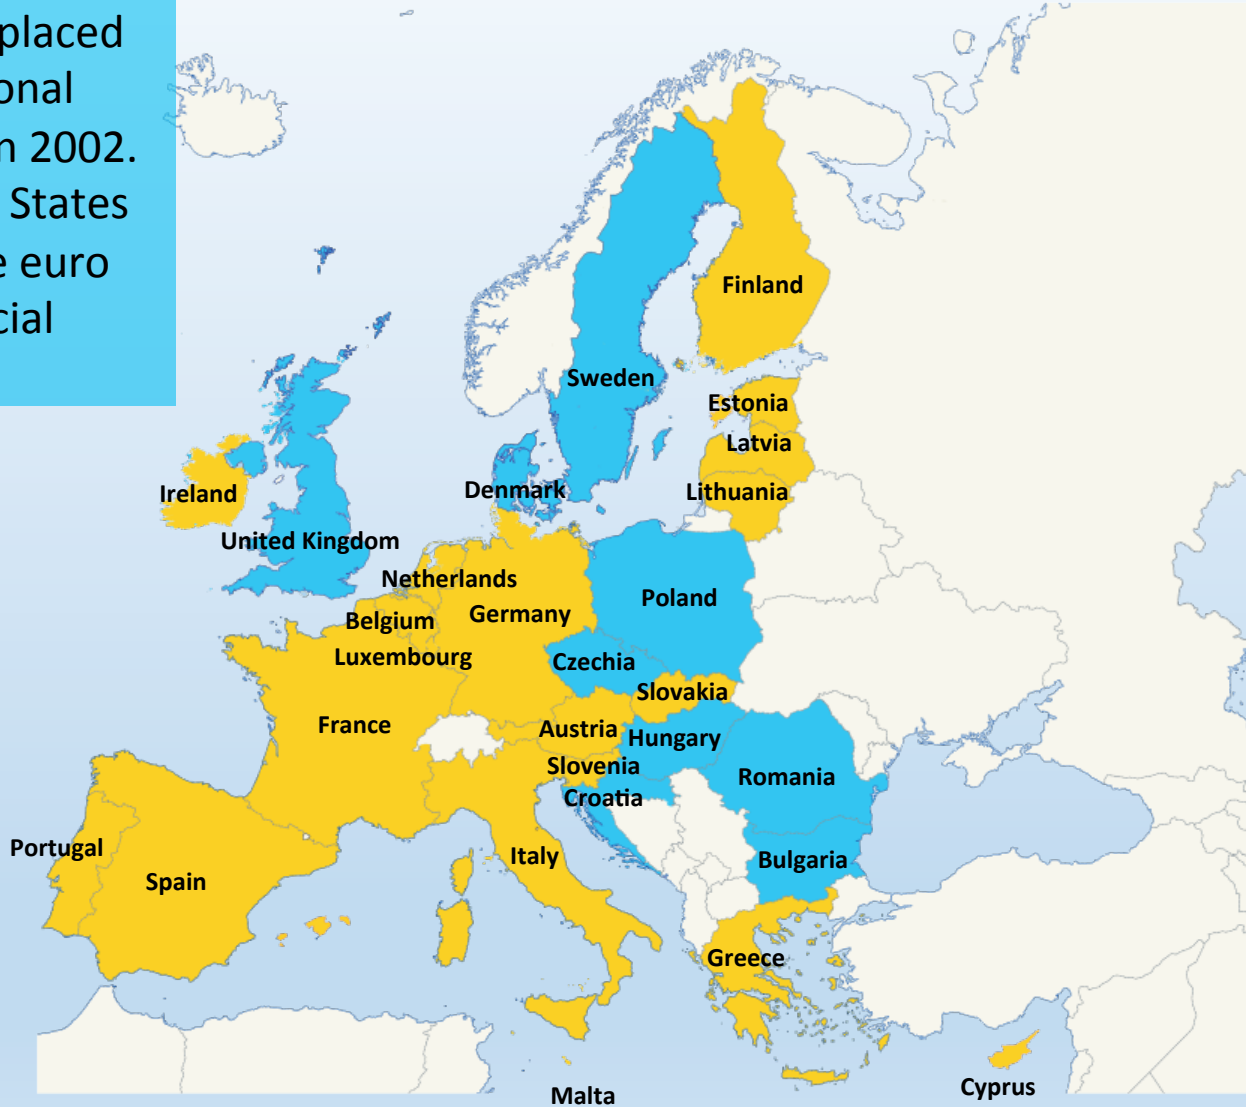 placed
onal
n 2002.
States
e euro
cial
Finland
Sweden
Estonia
Latvia
Lithuania
Denmark
Ireland
United Kingdom
Netherlands
Poland
Germany
Belgium
Luxembourg
Czechia
Slovakia
France
Austria
Hungary
Slovenia
Romania
Croatia
Portugal
Italy
Bulgaria
Spain
Greece
Cyprus
Malta